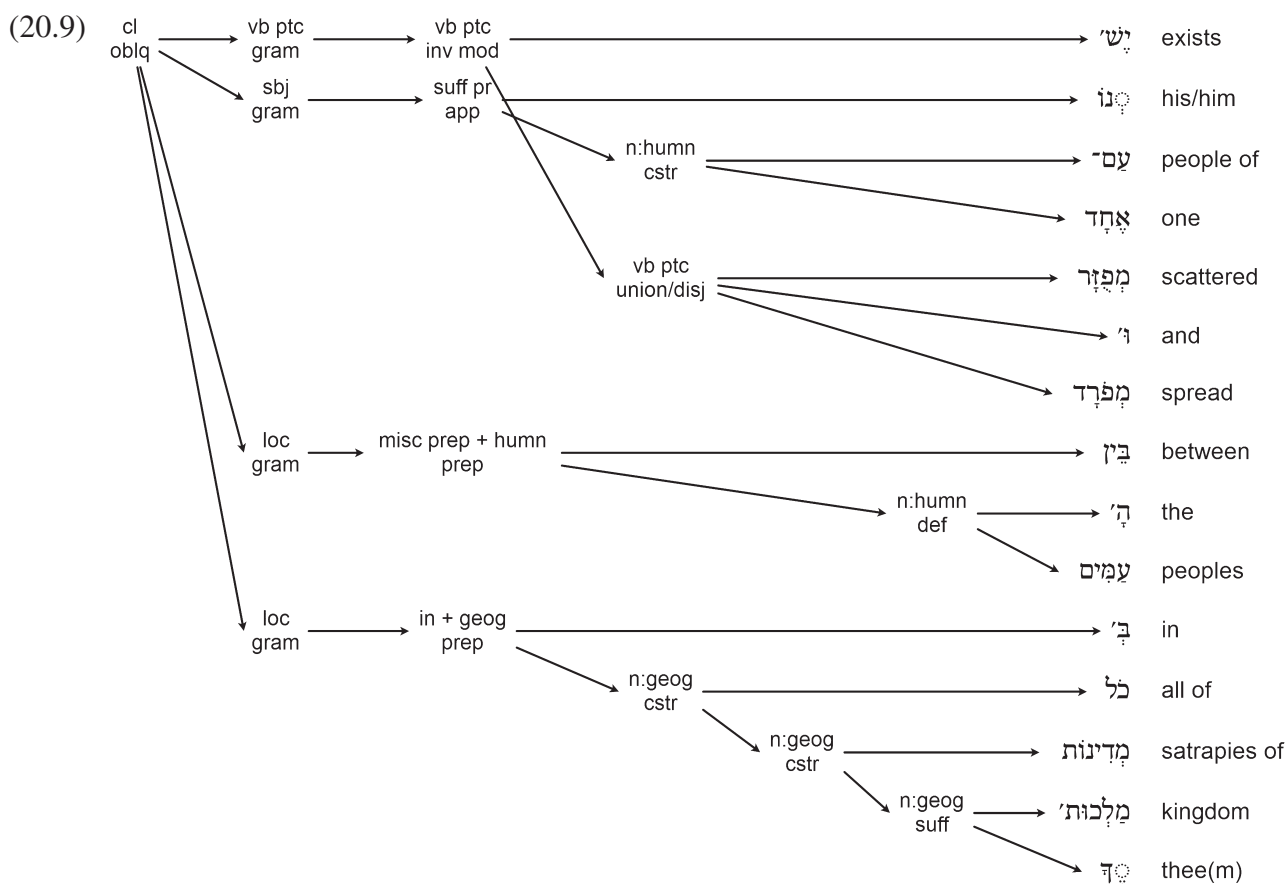 (20.9) cl vb ptc vb ptc יֶשׁ׳ exists
oblq gram inv mod
sbj suff pr ְנוֹ his/him
gram app
n:humn עַם־ people of
cstr
אֶחָד one
vb ptc מְפֻזָּר scattered
union/disj
וּ׳ and
מְפֹרָד spread
loc misc prep + humn בֵּין between
gram prep
n:humn הָ׳ the
def
עַמִּים peoples
loc in + geog בְּ׳ in
gram prep
n:geog כֹל all of
cstr
n:geog מְדִינוֹת satrapies of
cstr
n:geog מַלְכוּת׳ kingdom
suff
ֶךָ thee(m)